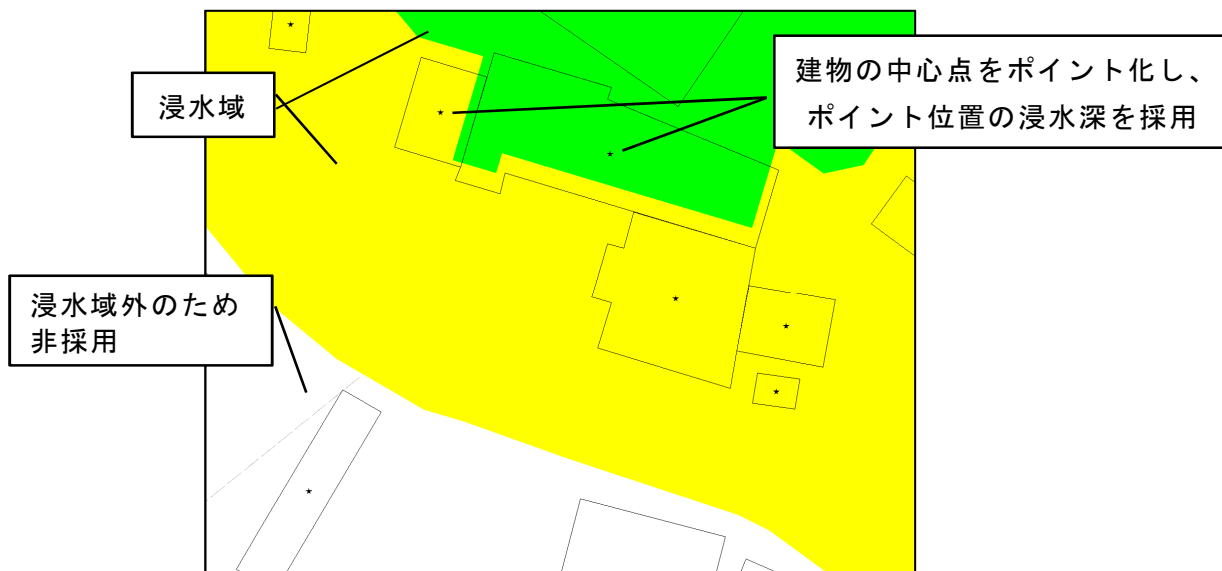 浸水域
建物の中心点をポイント化し、
ポイント位置の浸水深を採用
浸水域外のため
非採用